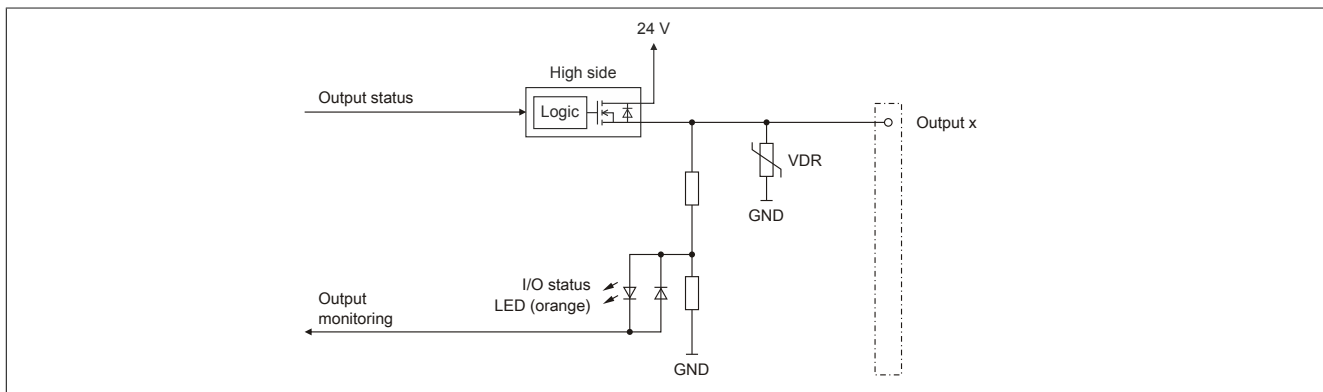 24 V
High side
Output status
Logic
Output x
VDR
GND
I/O status
LED (orange)
Output
monitoring
GND